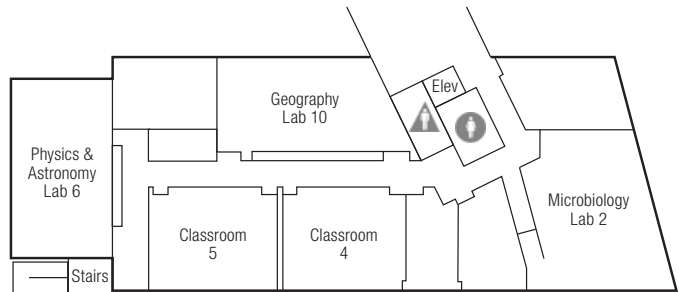 Elev
Geography
Lab 10
Physics &
Astronomy
Lab 6
Microbiology
Lab 2
Classroom
5
Classroom
4
Stairs